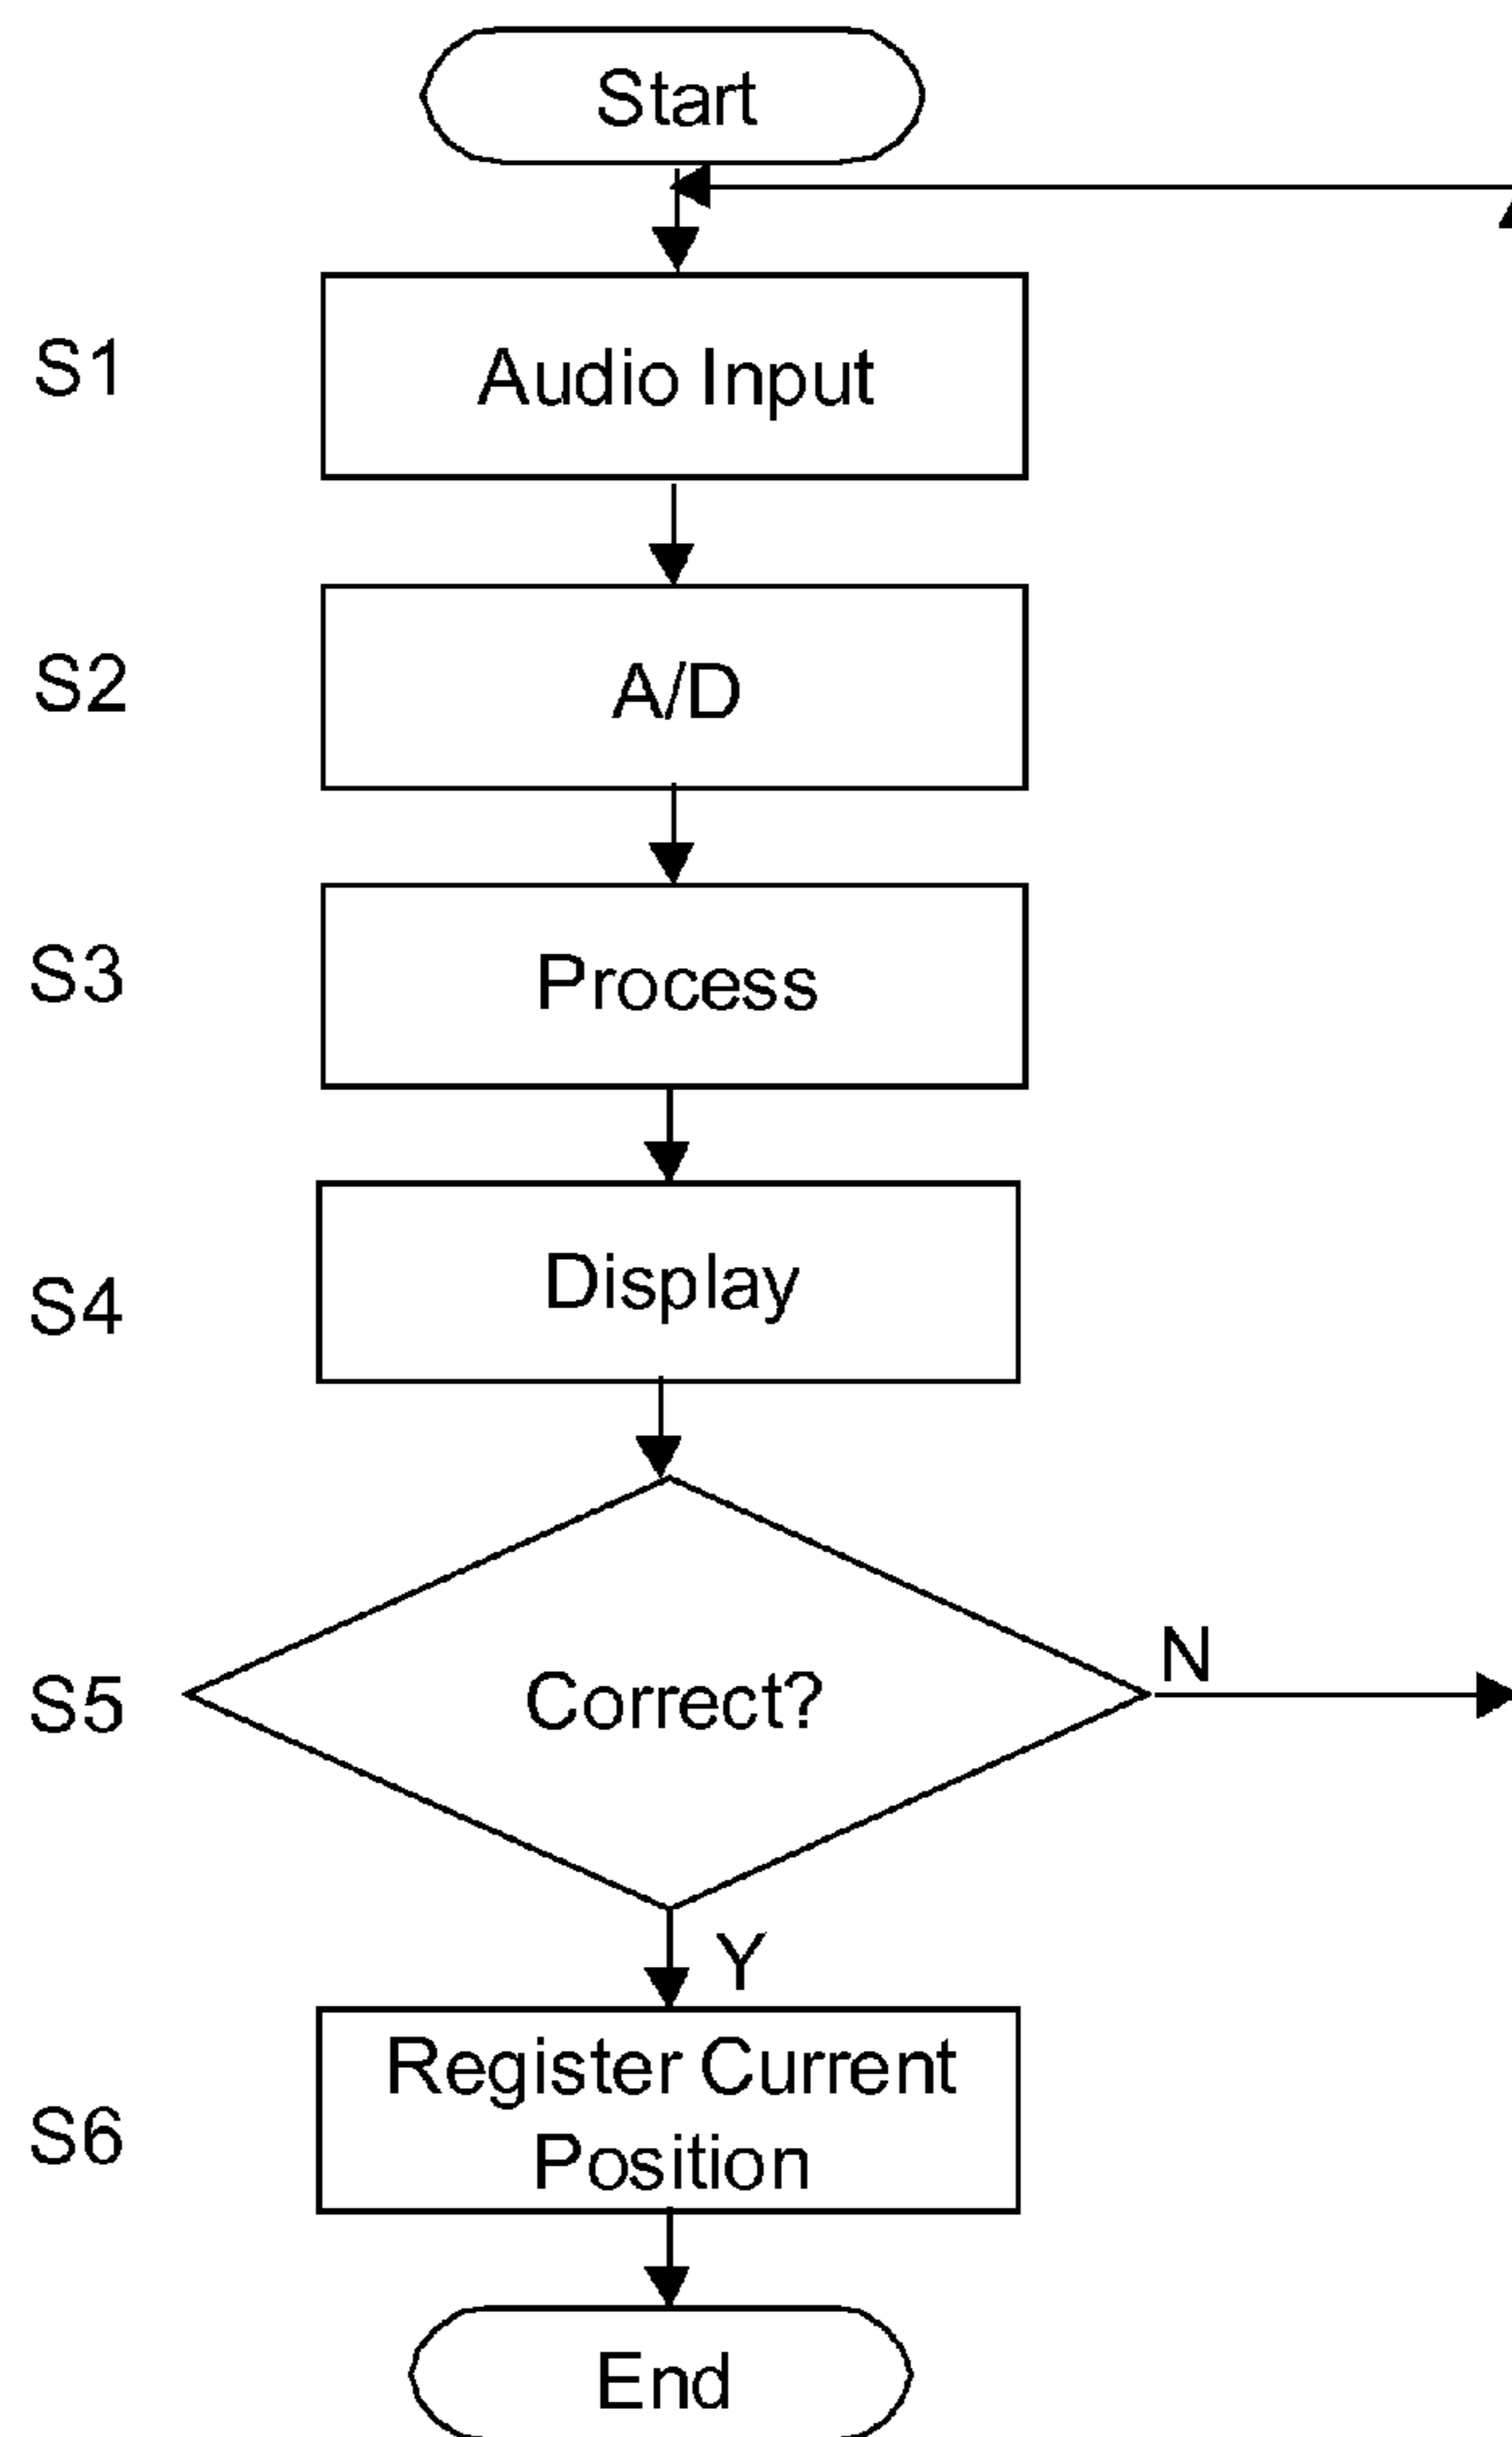 Start
S1
Audio Input
S2
A/D
S3
Process
S4
Display
S5
Correct?
N
Y
S6
Register Current
Position
End